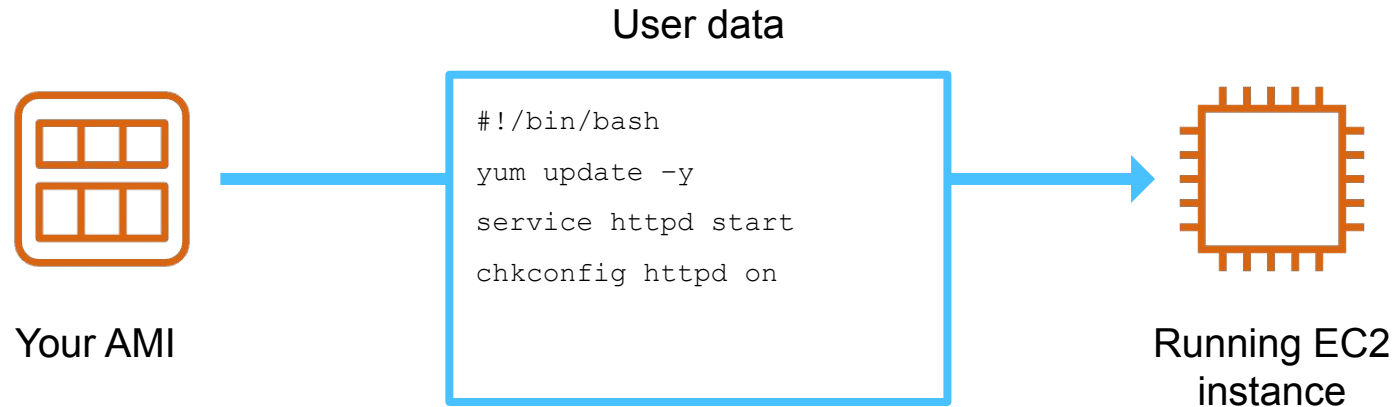 User data
#!/bin/bash
yum update –y
service httpd start
chkconfig httpd on
Your AMI
Running EC2
instance